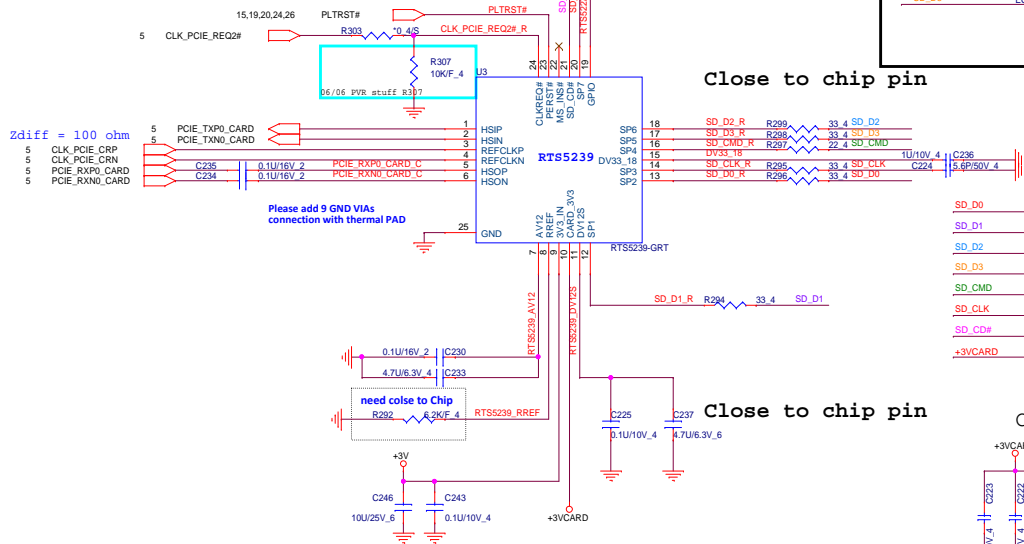 15,19,20,24,26 PLTRST# PLTRST#
5 CLK_PCIE_REQ2# R303 *0_4/S CLK_PCIE_REQ2#_R
R307
10K/F_4
06/06 PVR stuff R307
U3
24 23 22 21 20 19
CLKREQ# PERST# MS_INS# SD_CD# SP7 GPIO
Close to chip pin
Zdiff = 100 ohm
5 PCIE_TXP0_CARD 1 HSIP
5 PCIE_TXN0_CARD 2 HSIN
5 CLK_PCIE_CRP 3 REFCLKP
5 CLK_PCIE_CRN 4 REFCLKN
5 PCIE_RXP0_CARD C235 0.1U/16V_2 PCIE_RXP0_CARD_C 5 HSOP
5 PCIE_RXN0_CARD C234 0.1U/16V_2 PCIE_RXN0_CARD_C 6 HSON
RTS5239
SP6 18 SD_D2_R R299 33_4 SD_D2
SP5 17 SD_D3_R R298 33_4 SD_D3
SP4 16 SD_CMD_R R297 22_4 SD_CMD
DV33_18 15 DV33_18 1U/10V_4 C236
SP3 14 SD_CLK_R R295 33_4 SD_CLK C224 5.6P/50V_4
SP2 13 SD_D0_R R296 33_4 SD_D0
Please add 9 GND VIAs
connection with thermal PAD
25 GND
AV12 RREF 3V3_IN CARD_3V3 DV12S SP1
7 8 9 10 11 12
RTS5239-GRT
SD_D0
SD_D1
SD_D2
SD_D3
SD_CMD
SD_CLK
SD_CD#
+3VCARD
SD_D1_R R294 33_4 SD_D1
RTS5239_AV12
RTS5239_DV12S
0.1U/16V_2 C230
4.7U/6.3V_4 C233
need colse to Chip
R292 6.2K/F_4 RTS5239_RREF
C225
0.1U/10V_4
C237
4.7U/6.3V_6
Close to chip pin
+3V
C246
10U/25V_6
C243
0.1U/10V_4
+3VCARD
C223
C222